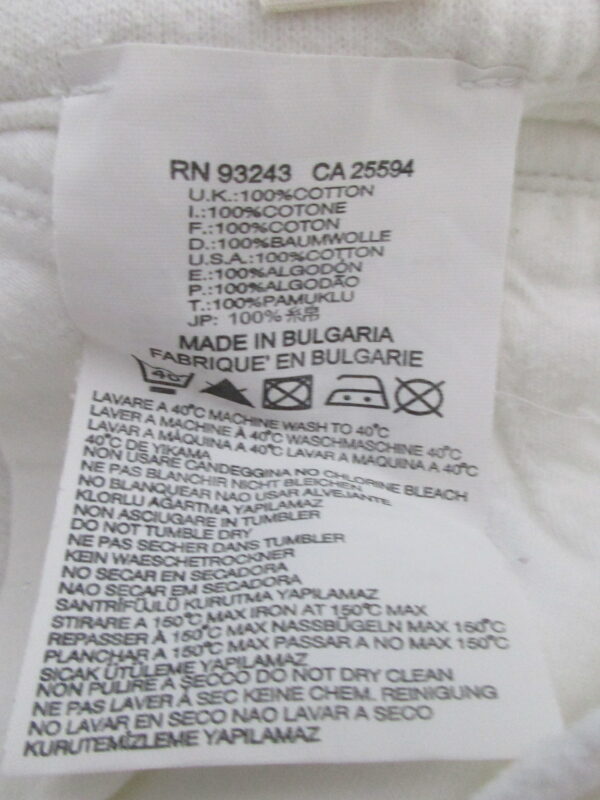 RN 93243 CA 25594
U.K.:100%COTTON
I.:100%COTONE
F.:100%COTON
D.:100%BAUMWOLLE
U.S.A.:100%COTTON
E.:100%ALGODÓN
P.:100%ALGODÃO
T.:100%PAMUKLU
JP: 100% 綿
MADE IN BULGARIA
FABRIQUE' EN BULGARIE
40
LAVARE A 40°C MACHINE WASH TO 40°C
LAVER A MACHINE À 40°C WASCHMASCHINE 40°C
LAVAR A MÁQUINA A 40°C LAVAR A MAQUINA A 40°C
40°C DE YIKAMA
NON USARE CANDEGGINA NO CHLORINE BLEACH
NE PAS BLANCHIR NICHT BLEICHEN
NO BLANQUEAR NAO USAR ALVEJANTE
KLORLU AĞARTMA YAPILAMAZ
NON ASCIUGARE IN TUMBLER
DO NOT TUMBLE DRY
NE PAS SECHER DANS TUMBLER
KEIN WAESCHETROCKNER
NO SECAR EN SECADORA
NAO SECAR EM SECADORA
SANTRİFÜJLÜ KURUTMA YAPILAMAZ
STIRARE A 150°C MAX IRON AT 150°C MAX
REPASSER À 150°C MAX NASSBÜGELN MAX 150°C
PLANCHAR A 150°C MAX PASSAR A NO MAX 150°C
SICAK ÜTÜLEME YAPILAMAZ
NON PULIRE A SECCO DO NOT DRY CLEAN
NE PAS LAVER À SEC KEINE CHEM. REINIGUNG
NO LAVAR EN SECO NAO LAVAR A SECO
KURUTEMİZLEME YAPILAMAZ